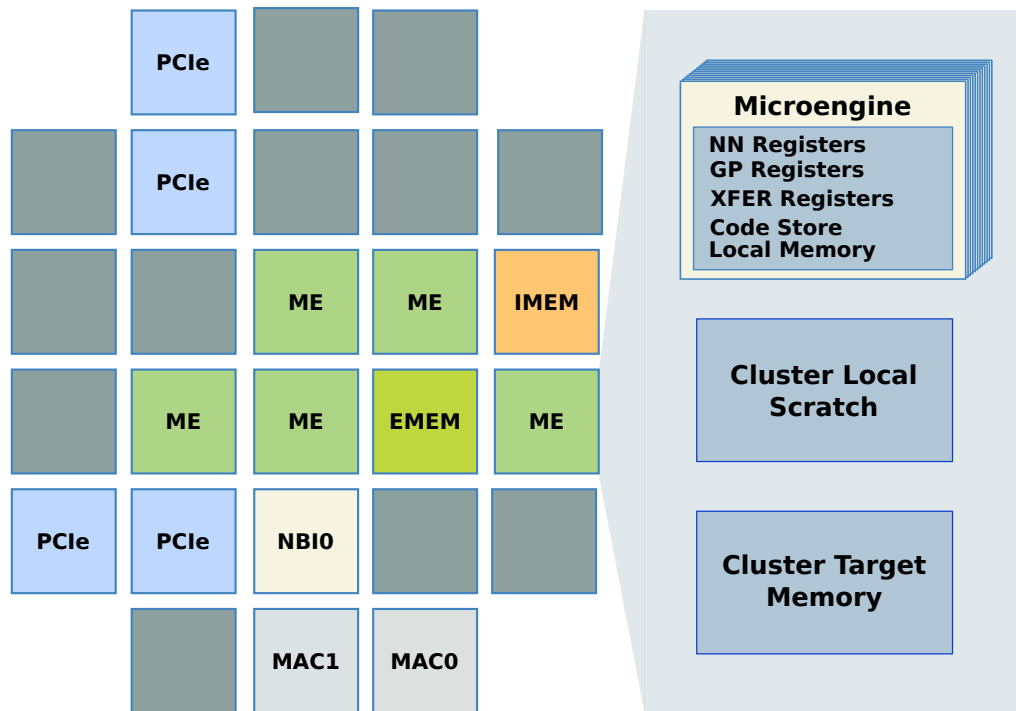 PCIe
PCIe
ME
ME
IMEM
ME
ME
EMEM
ME
PCIe
PCIe
NBI0
MAC1
MAC0
Microengine
NN Registers
GP Registers
XFER Registers
Code Store
Local Memory
Cluster Local
Scratch
Cluster Target
Memory